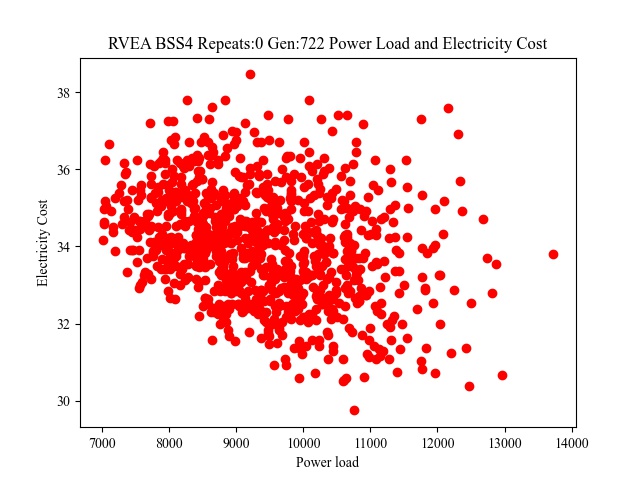 RVEA BSS4 Repeats:0 Gen:722 Power Load and Electricity Cost
38
36
34
32
30
Electricity Cost
7000 8000 9000 10000 11000 12000 13000 14000
Power load